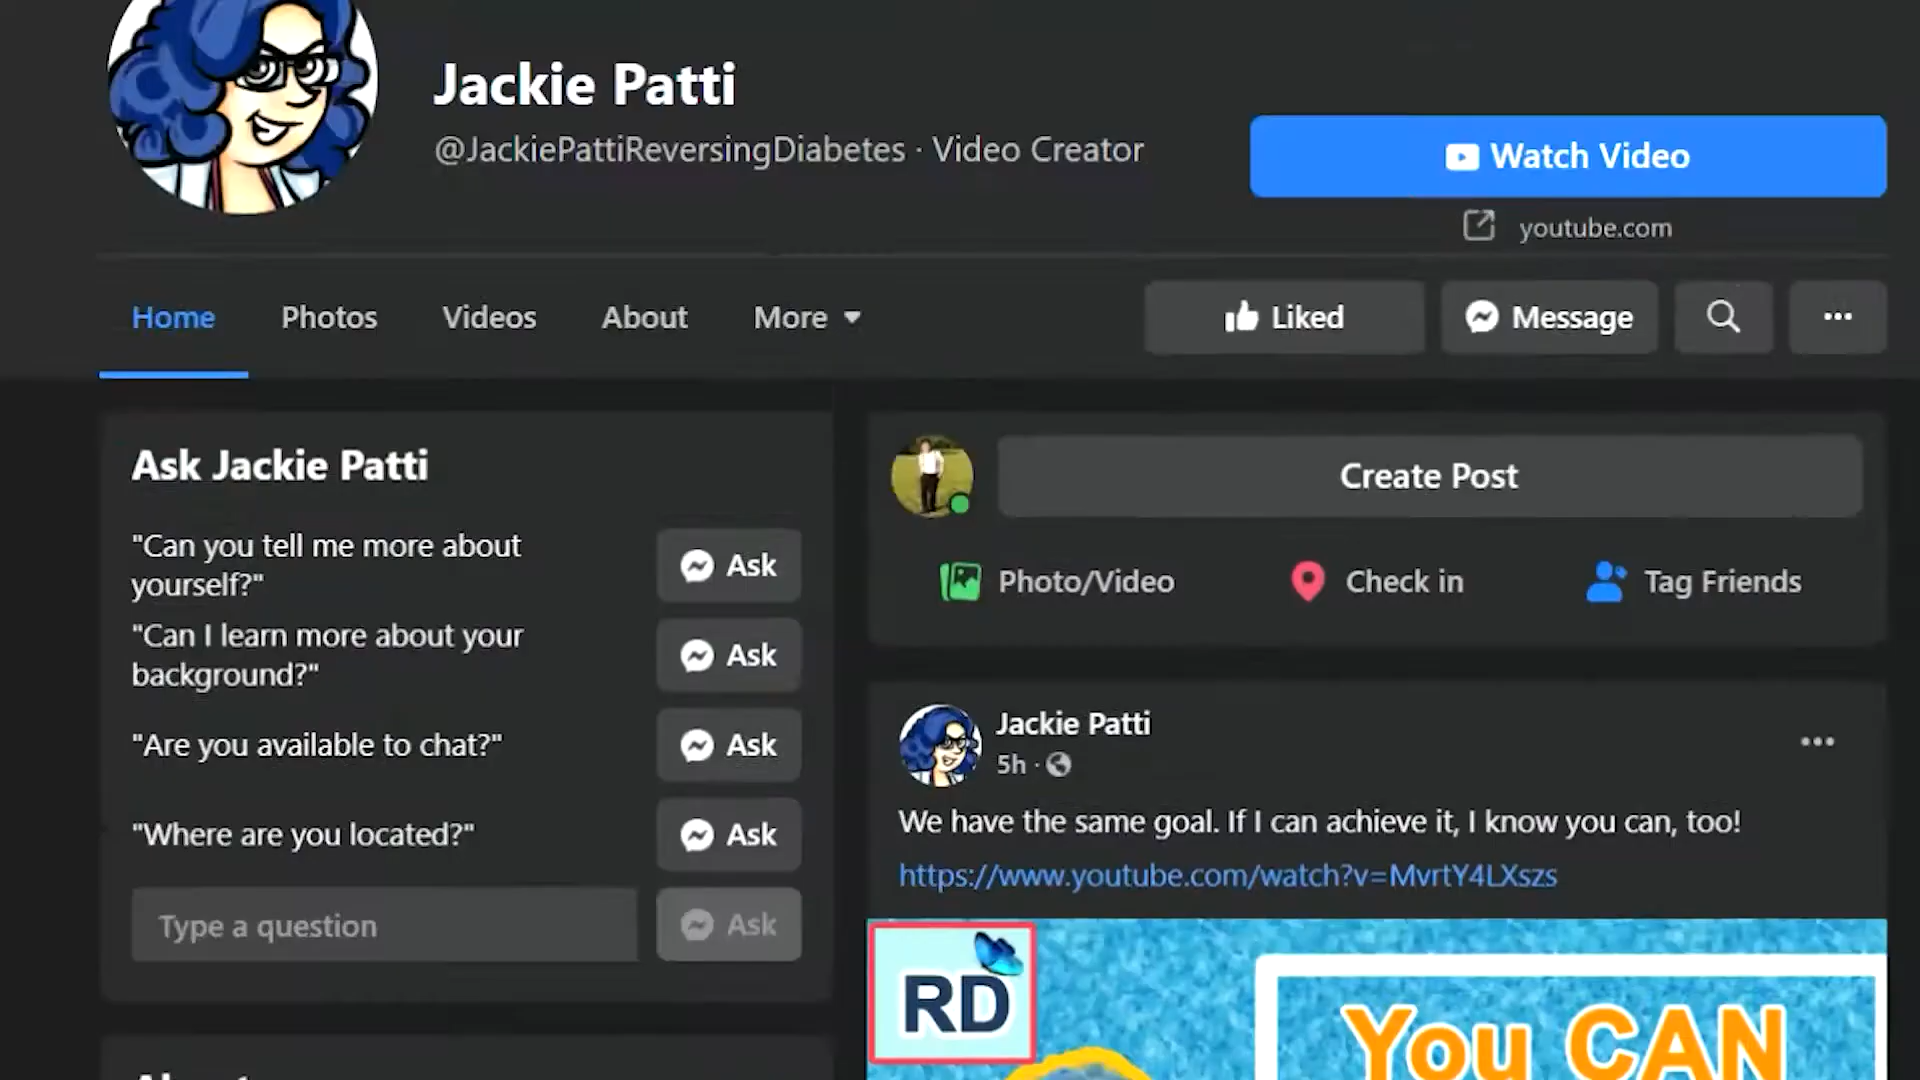 Jackie Patti
@JackiePattiReversingDiabetes · Video Creator
Watch Video
youtube.com
Home
Photos
Videos
About
More
Liked
Message
...
Ask Jackie Patti
"Can you tell me more about
yourself?"
Ask
"Can I learn more about your
background?"
Ask
"Are you available to chat?"
Ask
"Where are you located?"
Ask
Type a question
Ask
Create Post
Photo/Video
Check in
Tag Friends
Jackie Patti
5h ·
We have the same goal. If I can achieve it, I know you can, too!
https://www.youtube.com/watch?v=MvrtY4LXszs
RD
You CAN